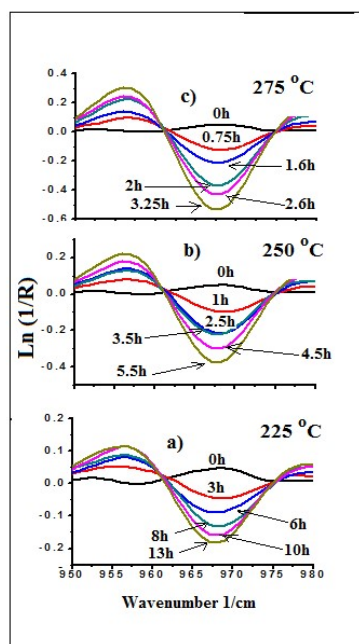 c) 275 °C
0.4
0.2
0.0
-0.2
-0.4
-0.6
0h
0.75h
1.6h
2h
3.25h
2.6h
b) 250 °C
0.2
0.0
-0.2
-0.4
0h
1h
2.5h
3.5h
4.5h
5.5h
Ln (1/R)
a) 225 °C
0.2
0.1
0.0
-0.1
-0.2
0h
3h
6h
8h
13h
10h
950 955 960 965 970 975 980
Wavenumber 1/cm